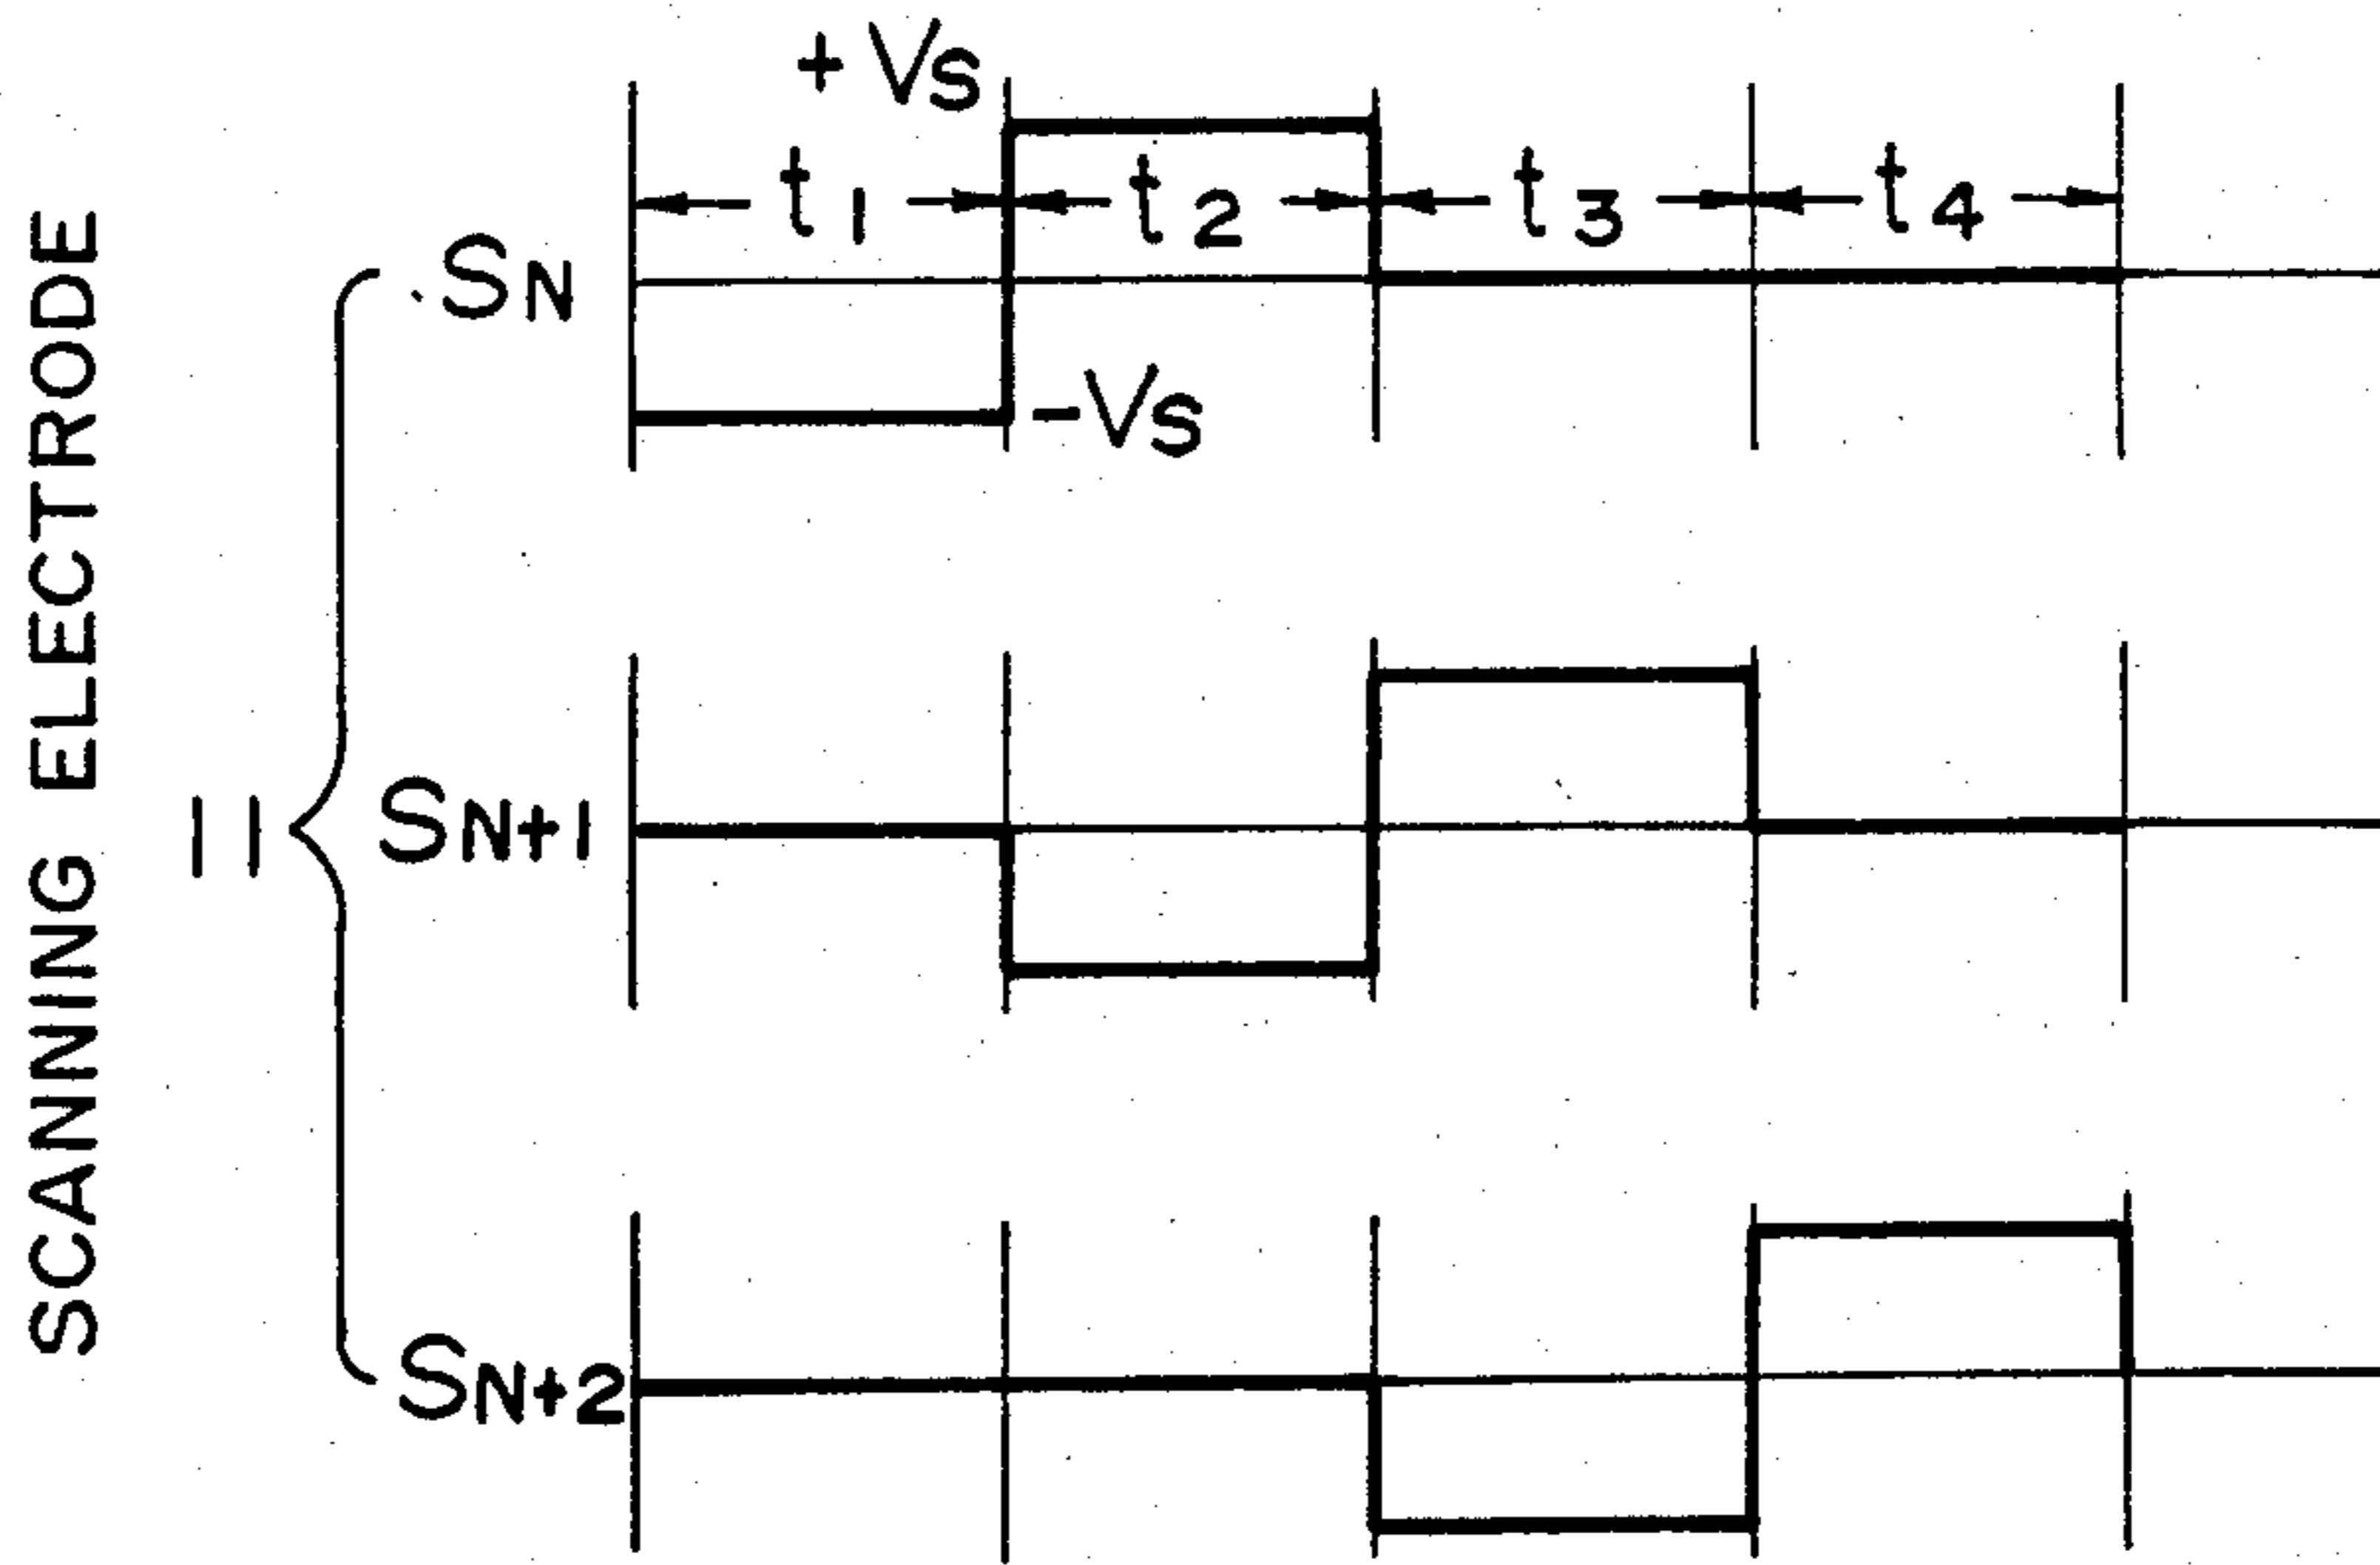 SCANNING ELECTRODE
11
+Vs
t1
t2
t3
t4
SN
-Vs
SN+1
SN+2